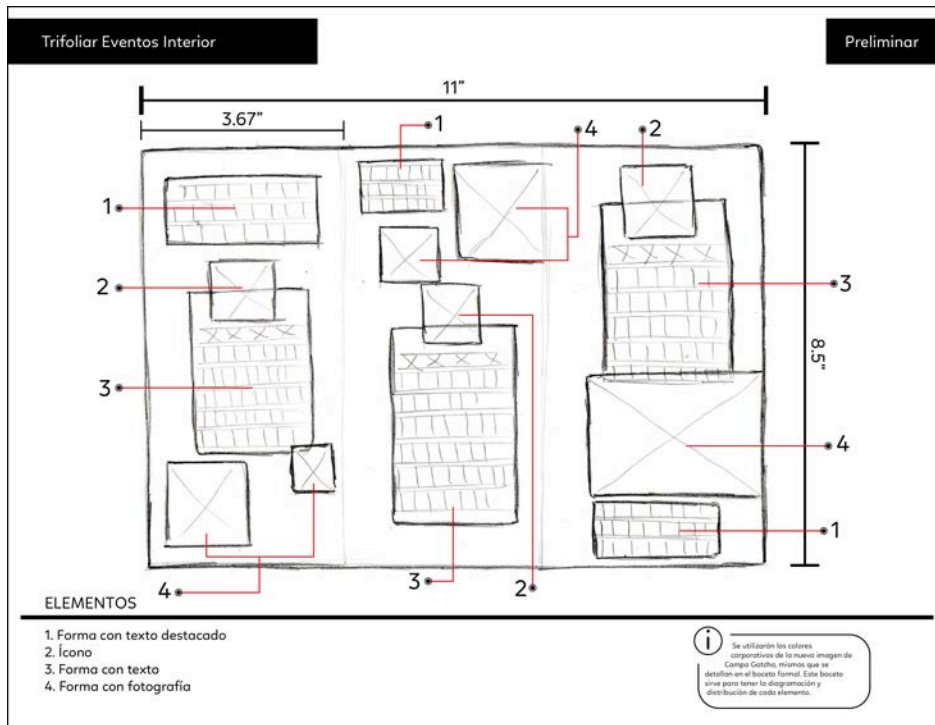 Trifoliar Eventos Interior
Preliminar
11”
3.67”
1
4
2
1
2
3
3
8.5”
4
1
4
3
2
ELEMENTOS
1. Forma con texto destacado
2. Ícono
3. Forma con texto
4. Forma con fotografía
i
Se utilizarán los colores
corporativos de la nueva imagen de
Campo Gotcha, mismos que se
detallan en el boceto formal. Este boceto
sirve para tener la diagramación y
distribución de cada elemento.